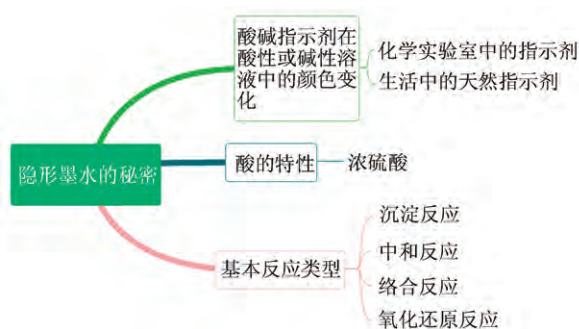 隐形墨水的秘密
酸碱指示剂在
酸性或碱性溶
液中的颜色变
化
化学实验室中的指示剂
生活中的天然指示剂
酸的特性
浓硫酸
基本反应类型
沉淀反应
中和反应
络合反应
氧化还原反应